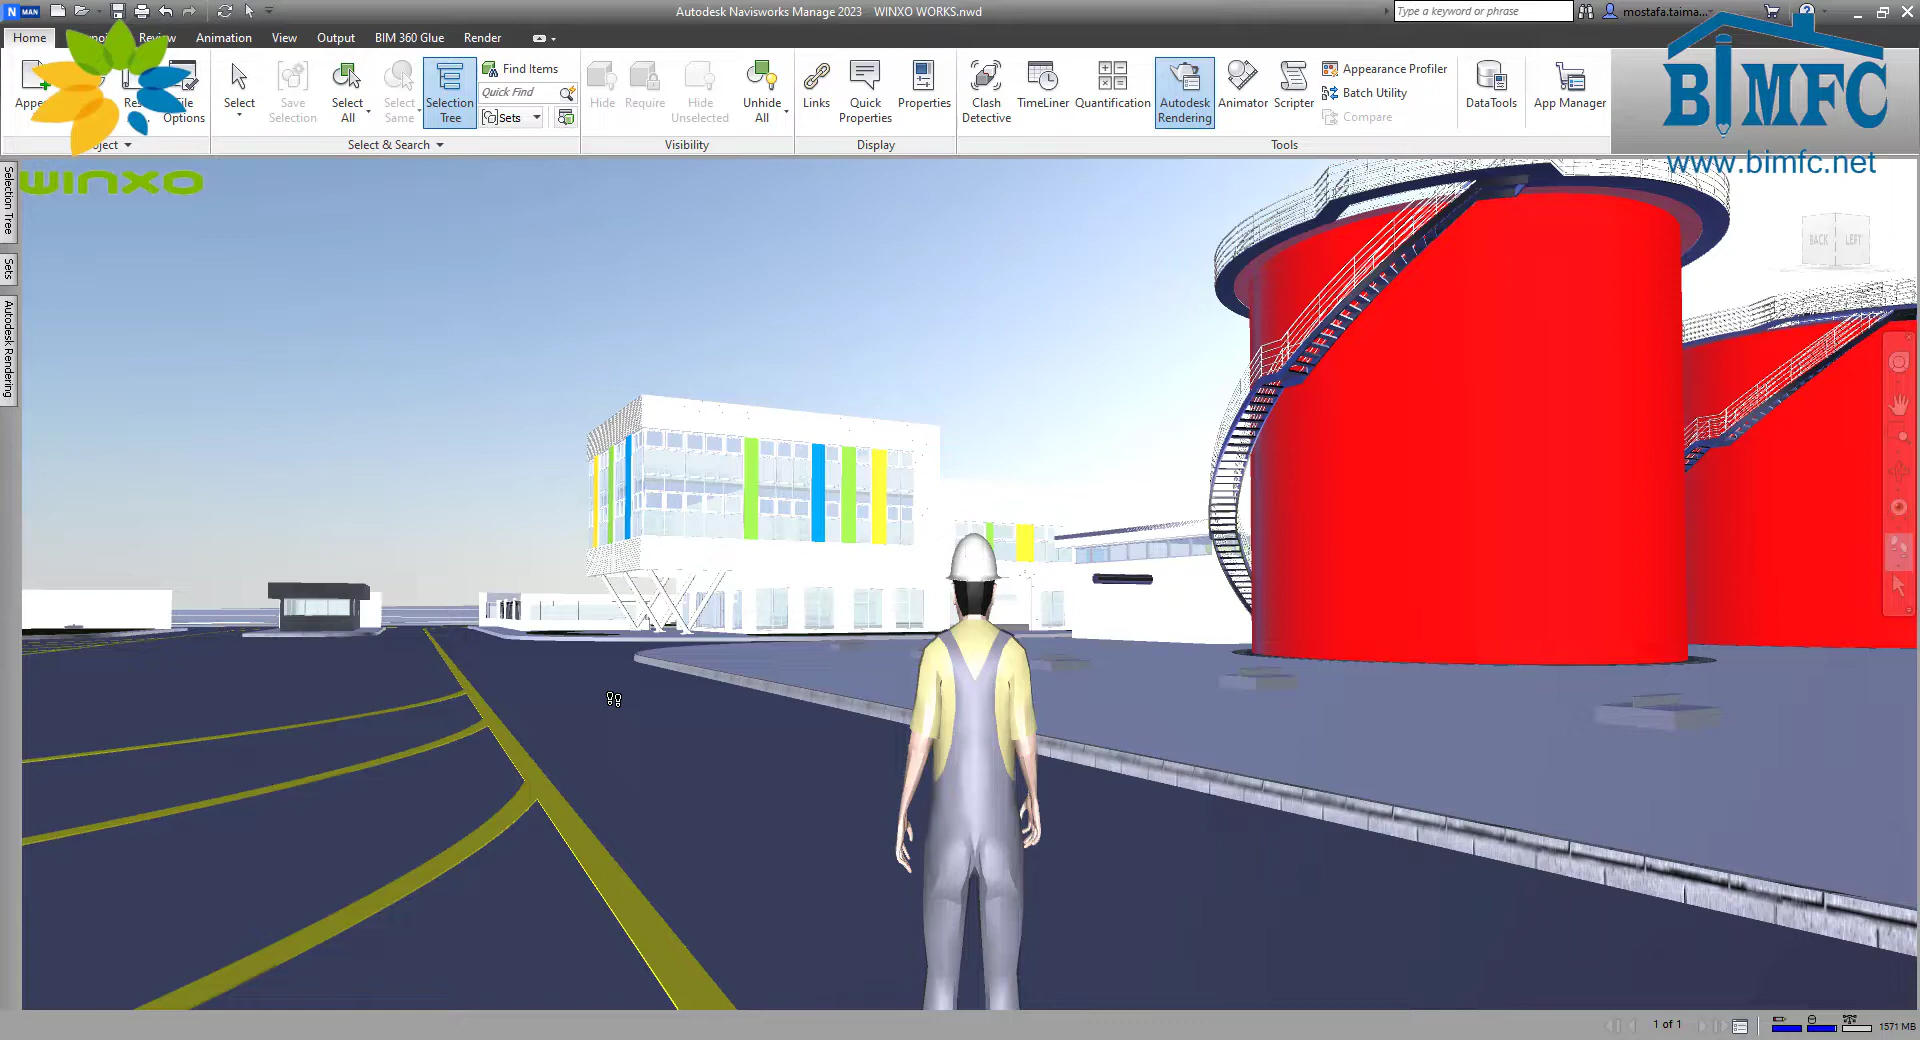 N MAN
Autodesk Navisworks Manage 2023 WINXO WORKS.nwd
Type a keyword or phrase
mostafa.taima...
Home
Review
Animation
View
Output
BIM 360 Glue
Render
Select
Save
Selection
Select
All
Select
Same
Selection
Tree
Find Items
Quick Find
Sets
Hide
Require
Hide
Unselected
Unhide
All
Links
Quick
Properties
Properties
Clash
Detective
TimeLiner
Quantification
Autodesk
Rendering
Animator
Scripter
Appearance Profiler
Batch Utility
Compare
DataTools
App Manager
Options
Select & Search
Visibility
Display
Tools
BIMFC
www.bimfc.net
WINXO
Selection Tree
Sets
Autodesk Rendering
BACK
LEFT
1 of 1
1571 MB